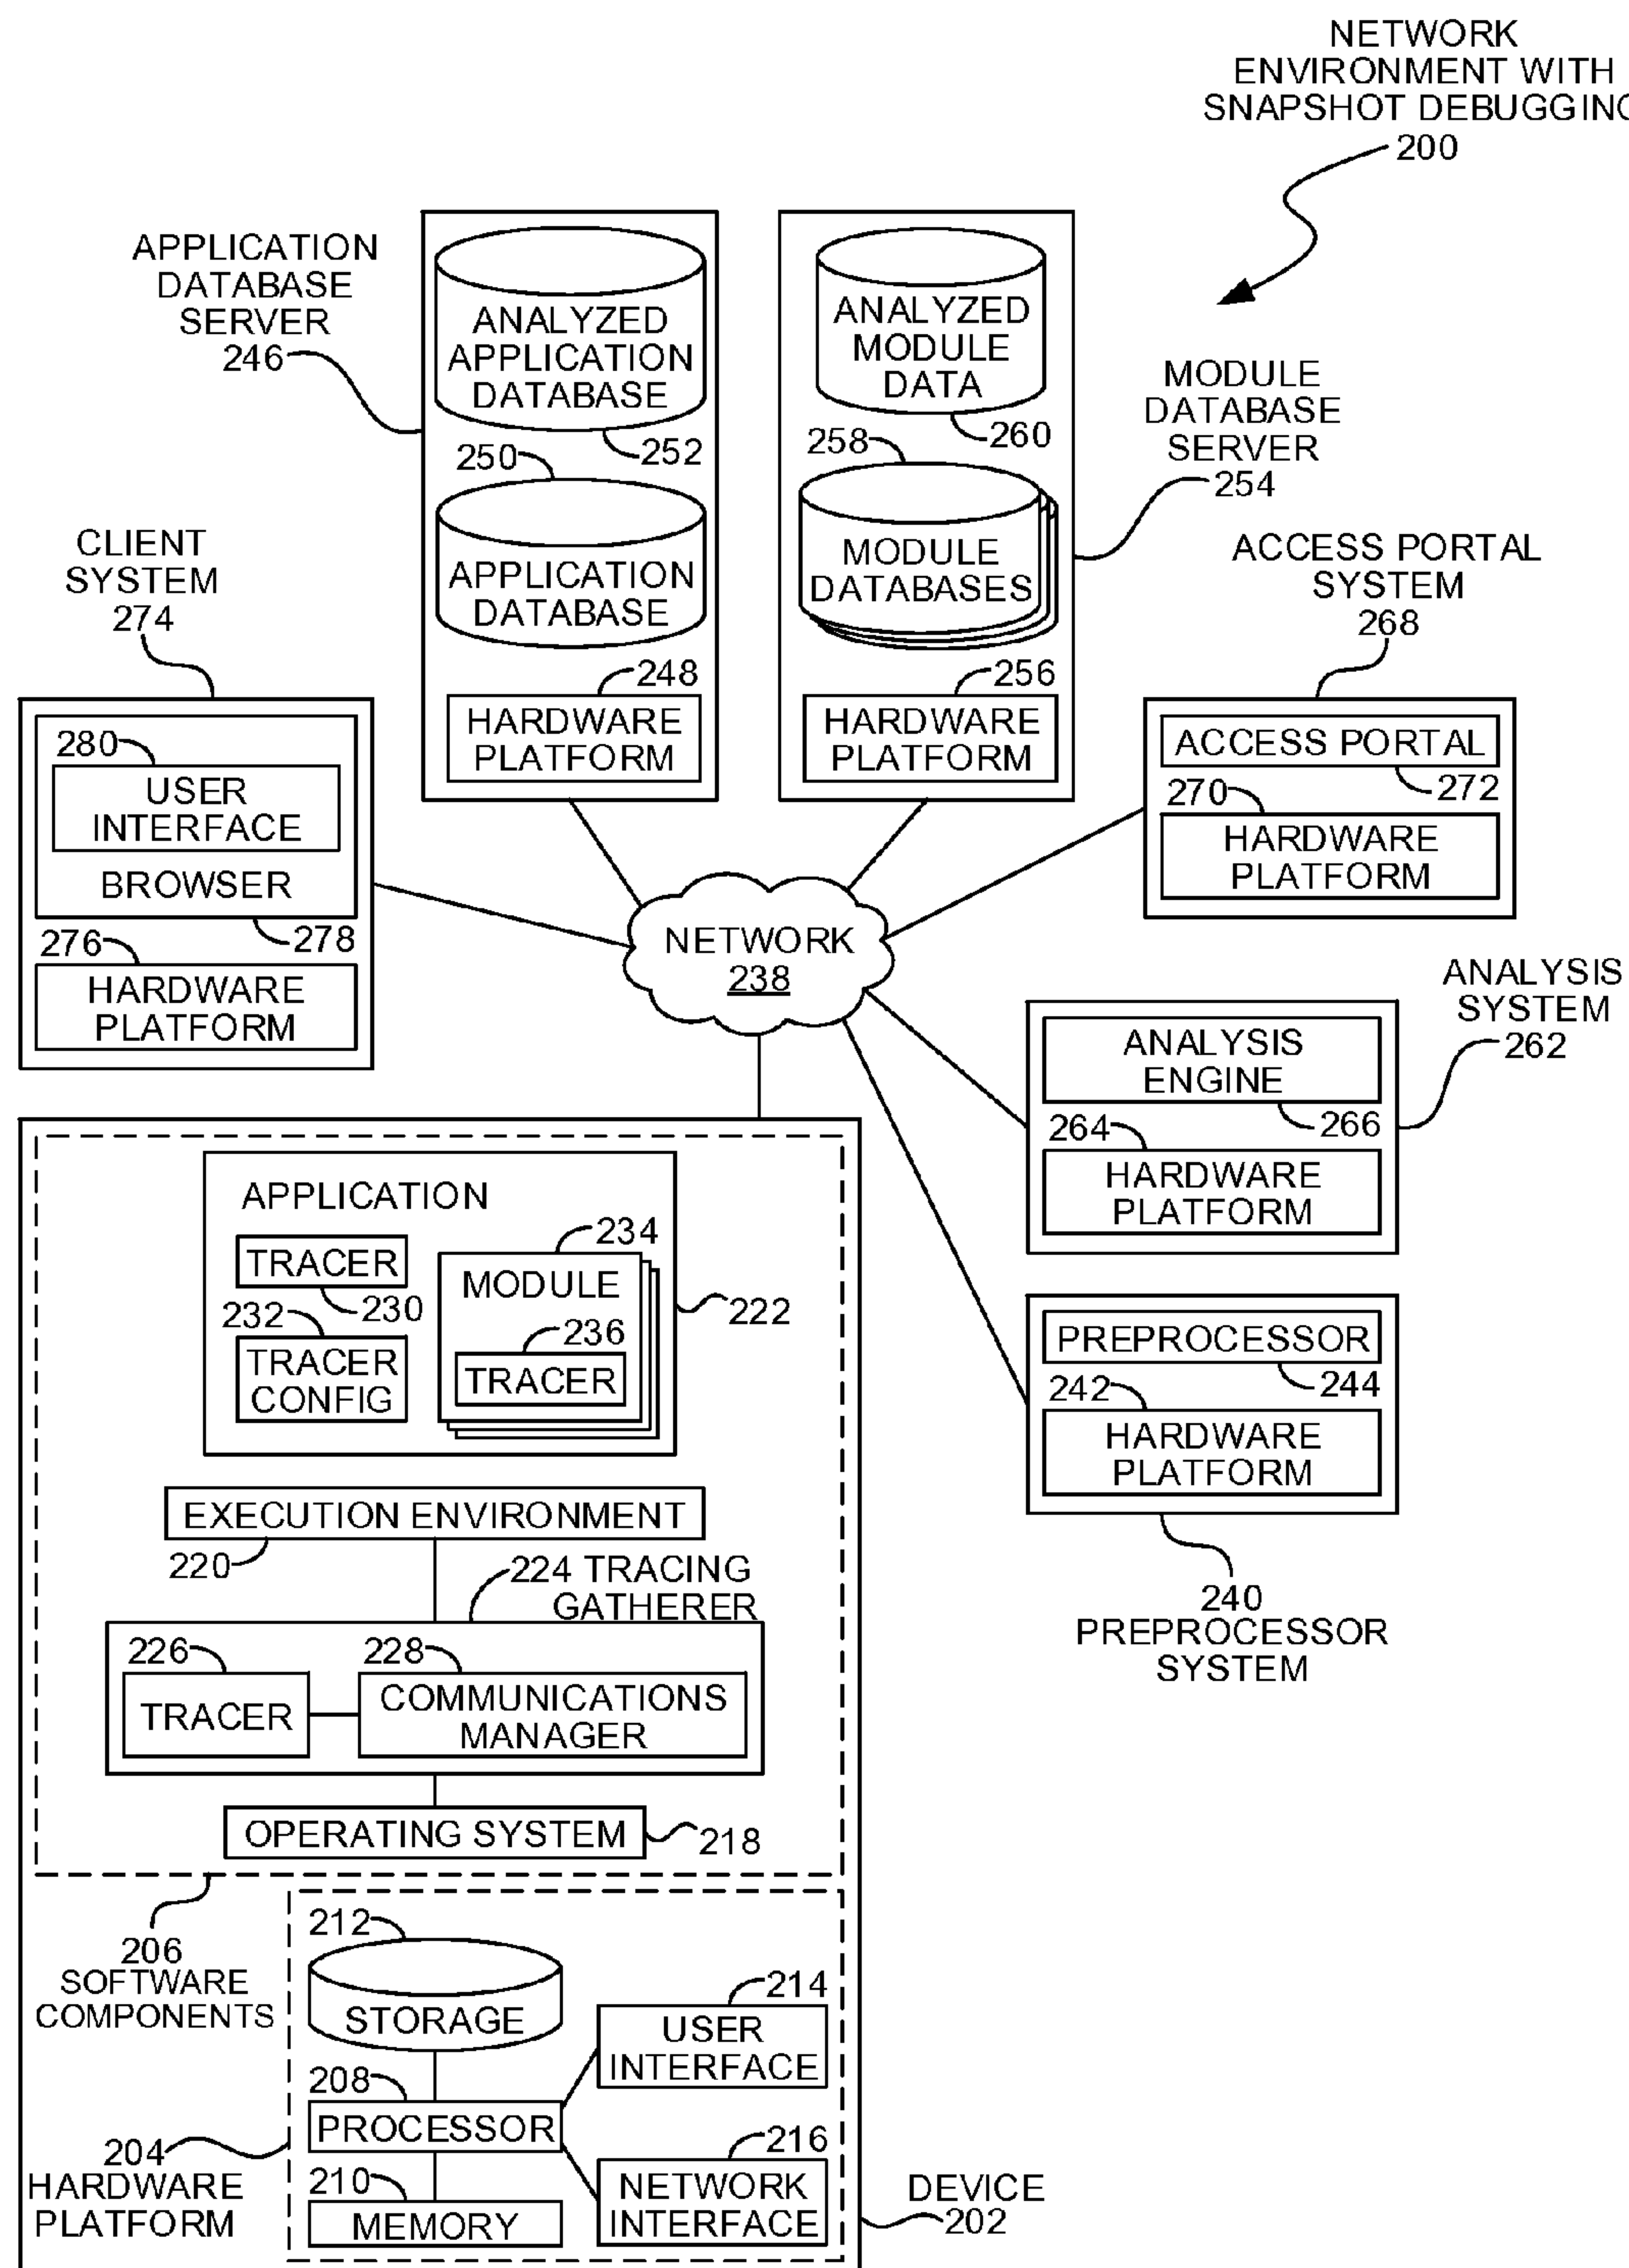 NETWORK
ENVIRONMENT WITH
SNAPSHOT DEBUGGING
200
APPLICATION
DATABASE
SERVER
246
ANALYZED
APPLICATION
DATABASE
252
250
APPLICATION
DATABASE
248
HARDWARE
PLATFORM
ANALYZED
MODULE
DATA
260
258
MODULE
DATABASES
256
HARDWARE
PLATFORM
MODULE
DATABASE
SERVER
254
CLIENT
SYSTEM
274
280
USER
INTERFACE
BROWSER
278
276
HARDWARE
PLATFORM
ACCESS PORTAL
SYSTEM
268
ACCESS PORTAL
272
270
HARDWARE
PLATFORM
NETWORK
238
ANALYSIS
SYSTEM
262
ANALYSIS
ENGINE
266
264
HARDWARE
PLATFORM
PREPROCESSOR
244
242
HARDWARE
PLATFORM
240
PREPROCESSOR
SYSTEM
APPLICATION
TRACER
230
232
TRACER
CONFIG
234
MODULE
236
TRACER
222
EXECUTION ENVIRONMENT
220
224 TRACING
GATHERER
226
TRACER
228
COMMUNICATIONS
MANAGER
OPERATING SYSTEM
218
206
SOFTWARE
COMPONENTS
212
STORAGE
214
USER
INTERFACE
208
PROCESSOR
216
NETWORK
INTERFACE
210
MEMORY
204
HARDWARE
PLATFORM
DEVICE
202